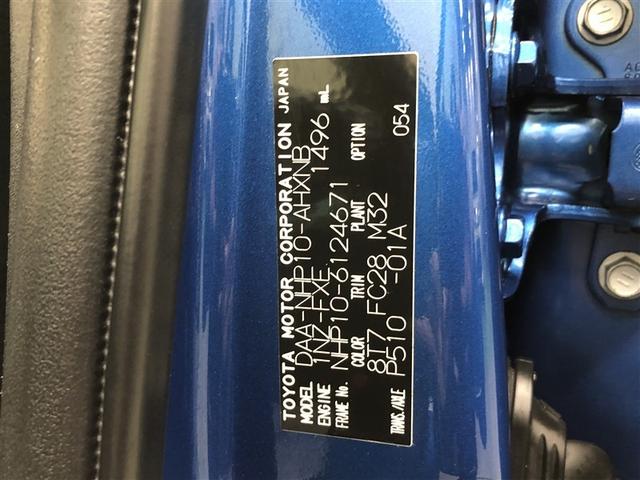 TOYOTA MOTOR CORPORATION JAPAN
MODEL DAA-NHP10-AHXNB
ENGINE 1NZ-FXE 1496 mL
FRAME No. NHP10-6124671
COLOR TRIM PLANT OPTION
8T7 FC28 M32 054
TRANS./AXLE P510 -01A